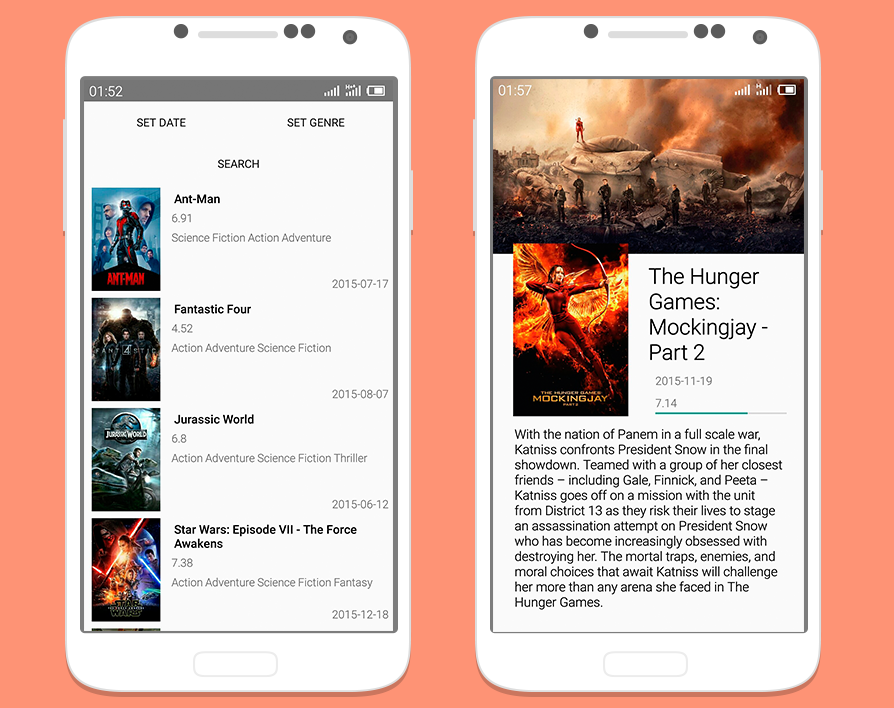 01:52
SET DATE SET GENRE
SEARCH
ANT-MAN
Ant-Man
6.91
Science Fiction Action Adventure
2015-07-17
FANTASTIC
4
Fantastic Four
4.52
Action Adventure Science Fiction
2015-08-07
JURASSIC WORLD
Jurassic World
6.8
Action Adventure Science Fiction Thriller
2015-06-12
STAR
WARS
Star Wars: Episode VII - The Force
Awakens
7.38
Action Adventure Science Fiction Fantasy
2015-12-18
01:57
THE HUNGER GAMES
MOCKINGJAY
PART 2
The Hunger
Games:
Mockingjay -
Part 2
2015-11-19
7.14
With the nation of Panem in a full scale war,
Katniss confronts President Snow in the final
showdown. Teamed with a group of her closest
friends – including Gale, Finnick, and Peeta –
Katniss goes off on a mission with the unit
from District 13 as they risk their lives to stage
an assassination attempt on President Snow
who has become increasingly obsessed with
destroying her. The mortal traps, enemies, and
moral choices that await Katniss will challenge
her more than any arena she faced in The
Hunger Games.